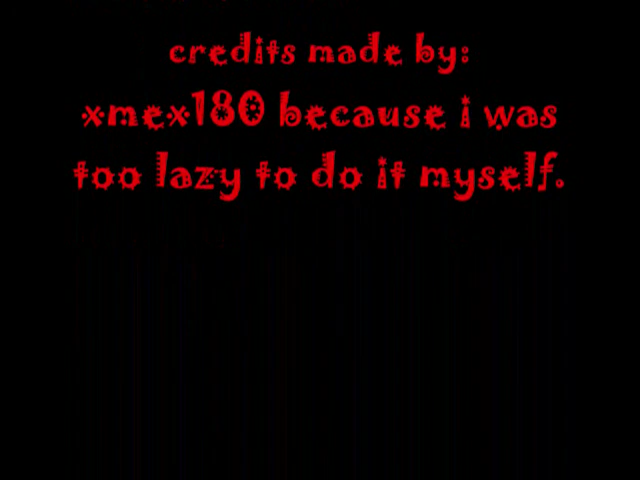 credits made by:
xmex180 because i was
too lazy to do it myself.